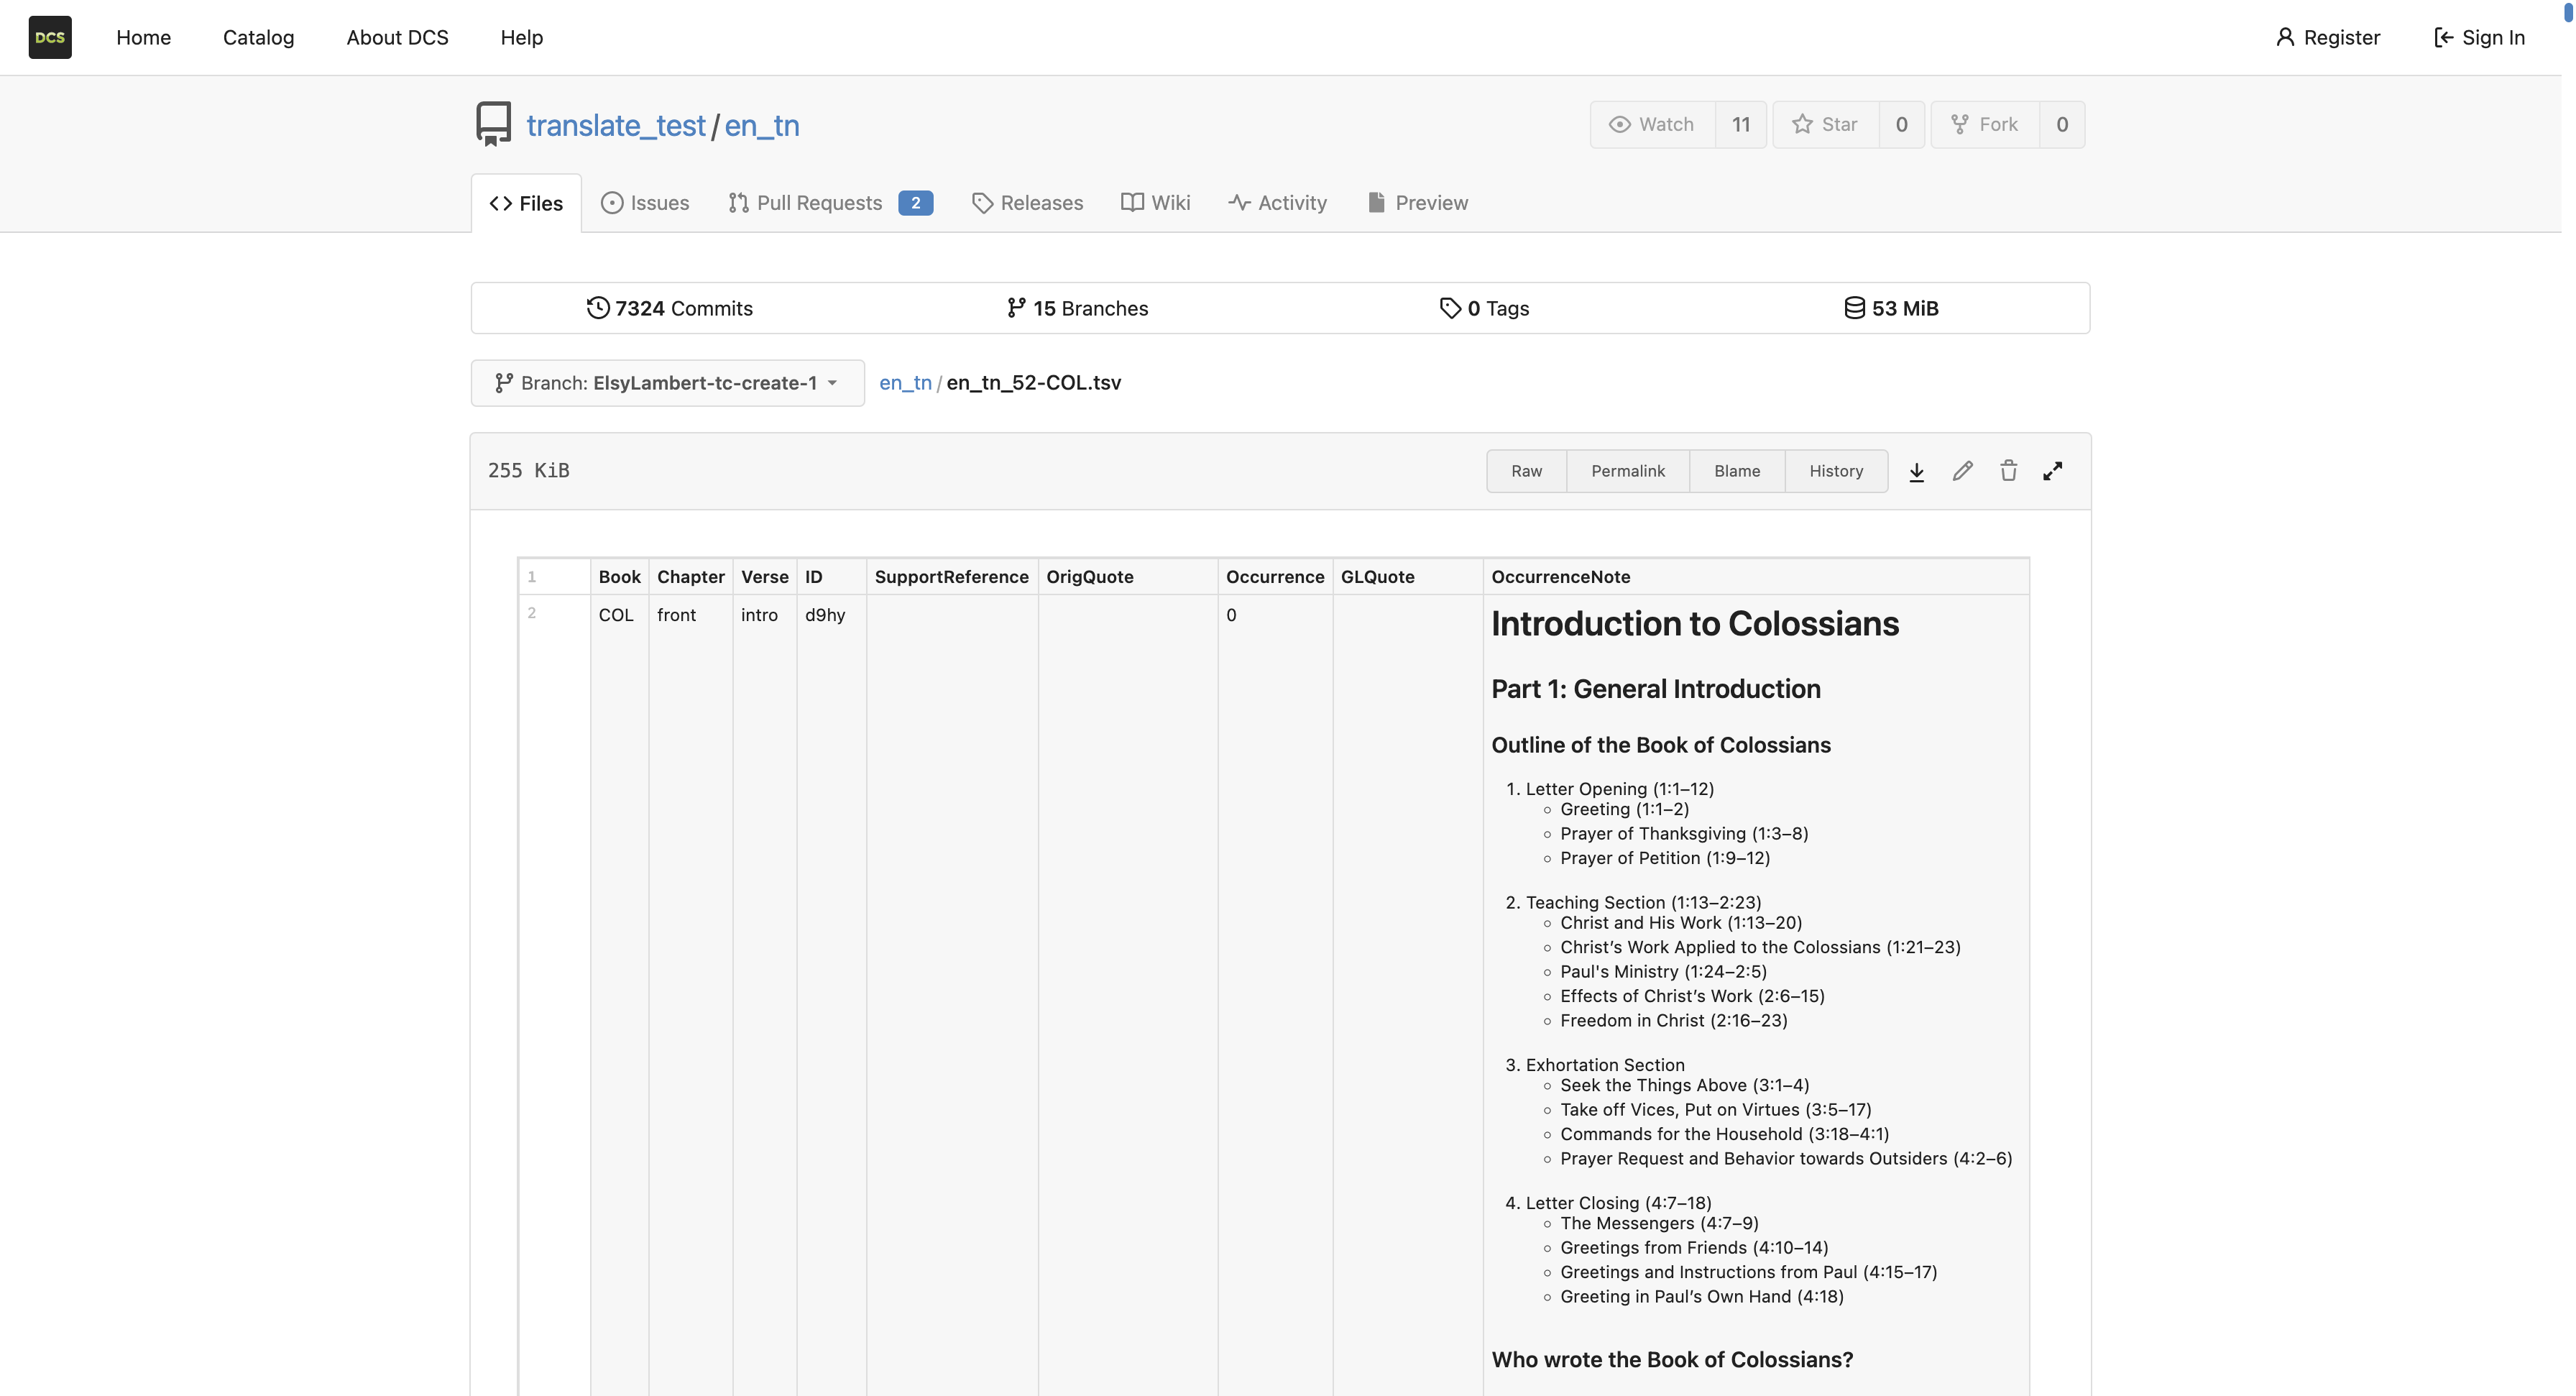 DCS Home Catalog About DCS Help Register Sign In
translate_test / en_tn Watch 11 Star 0 Fork 0
Files Issues Pull Requests 2 Releases Wiki Activity Preview
7324 Commits 15 Branches 0 Tags 53 MiB
Branch: ElsyLambert-tc-create-1 en_tn / en_tn_52-COL.tsv
255 KiB Raw Permalink Blame History
1 Book Chapter Verse ID SupportReference OrigQuote Occurrence GLQuote OccurrenceNote
2 COL front intro d9hy 0 Introduction to Colossians
Part 1: General Introduction
Outline of the Book of Colossians
1. Letter Opening (1:1–12)
Greeting (1:1–2)
Prayer of Thanksgiving (1:3–8)
Prayer of Petition (1:9–12)
2. Teaching Section (1:13–2:23)
Christ and His Work (1:13–20)
Christ’s Work Applied to the Colossians (1:21–23)
Paul's Ministry (1:24–2:5)
Effects of Christ’s Work (2:6–15)
Freedom in Christ (2:16–23)
3. Exhortation Section
Seek the Things Above (3:1–4)
Take off Vices, Put on Virtues (3:5–17)
Commands for the Household (3:18–4:1)
Prayer Request and Behavior towards Outsiders (4:2–6)
4. Letter Closing (4:7–18)
The Messengers (4:7–9)
Greetings from Friends (4:10–14)
Greetings and Instructions from Paul (4:15–17)
Greeting in Paul’s Own Hand (4:18)
Who wrote the Book of Colossians?